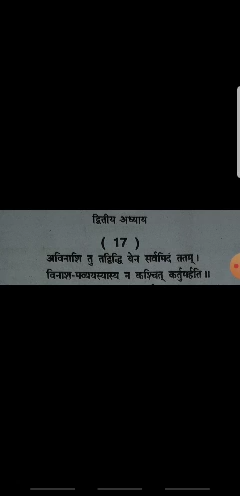 द्वितीय अध्याय
( 17 )
अविनाशि तु तद्विद्धि येन सर्वमिदं ततम्।
विनाश-मव्ययस्यास्य न कश्चित् कर्तुमर्हति॥